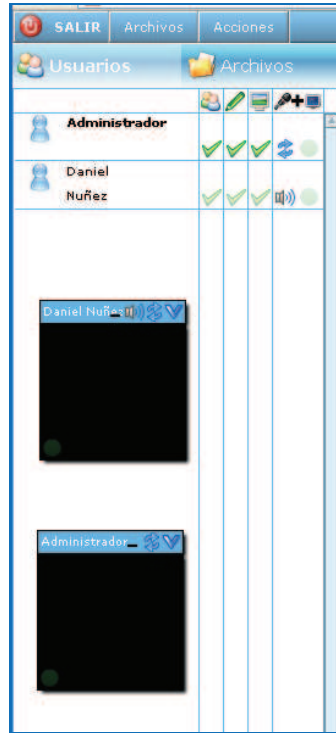 SALIR Archivos Acciones
Usuarios Archivos
Administrador
Daniel
Nuñez
Daniel Nuñez
Administrador